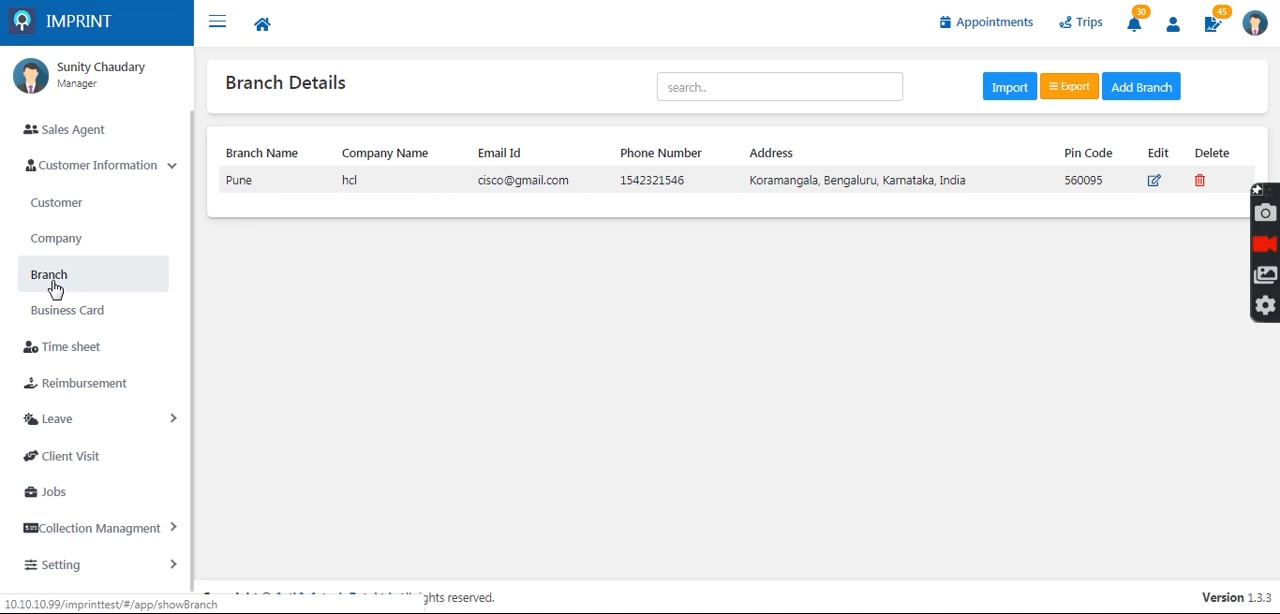 IMPRINT
Appointments
Trips
30
45
Sunity Chaudary
Manager
Branch Details
search..
Import
Export
Add Branch
Sales Agent
Customer Information
Customer
Company
Branch
Business Card
Time sheet
Reimbursement
Leave
Client Visit
Jobs
Collection Managment
Setting
Branch Name Company Name Email Id Phone Number Address Pin Code Edit Delete
Pune hcl cisco@gmail.com 1542321546 Koramangala, Bengaluru, Karnataka, India 560095
10.10.10.99/imprinttest/#/app/showBranch
ghts reserved.
Version 1.3.3